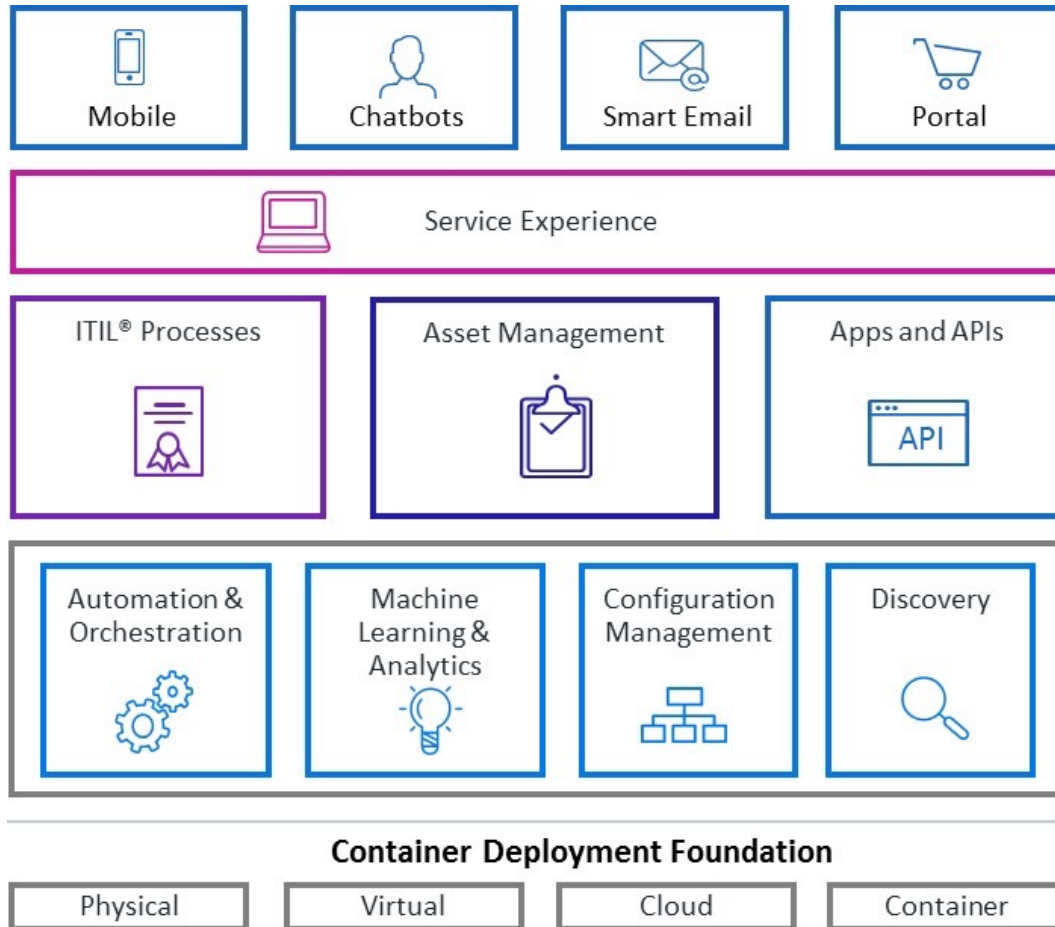 Mobile
Chatbots
Smart Email
Portal
Service Experience
ITIL® Processes
Asset Management
Apps and APIs
API
Automation &
Orchestration
Machine
Learning &
Analytics
Configuration
Management
Discovery
Container Deployment Foundation
Physical
Virtual
Cloud
Container